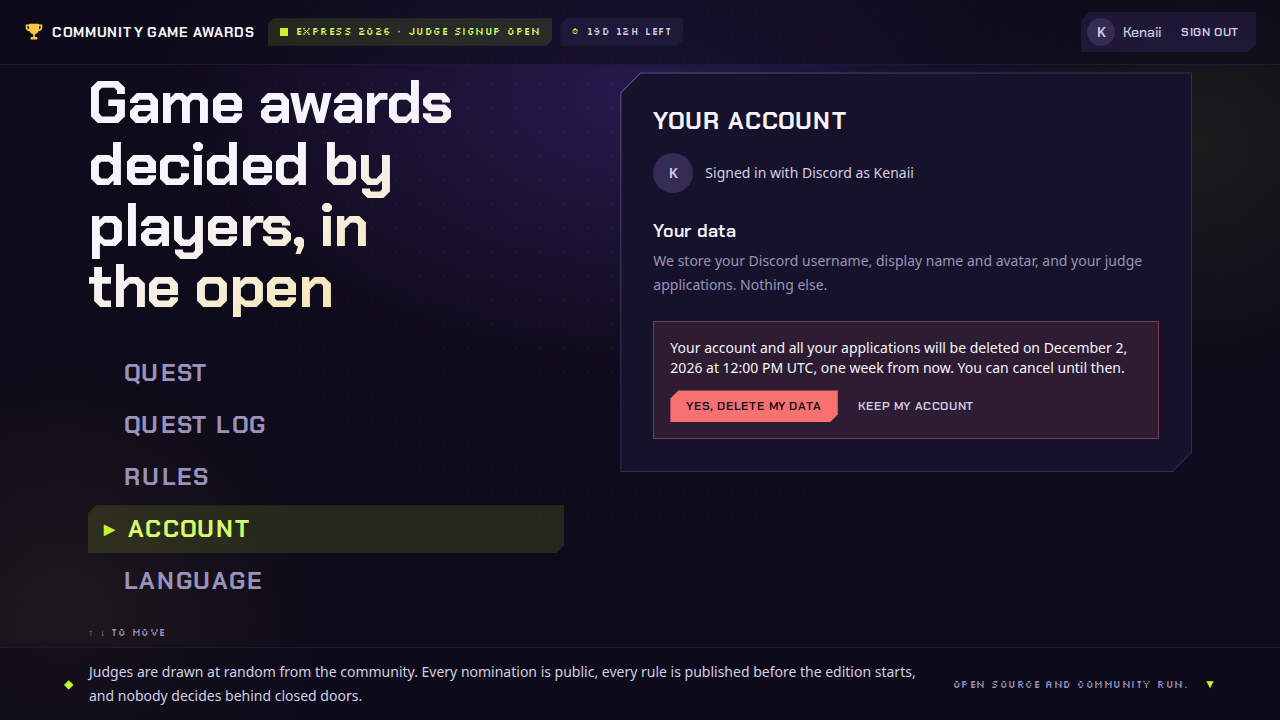 COMMUNITY GAME AWARDS
EXPRESS 2026 · JUDGE SIGNUP OPEN
19D 12H LEFT
K
Kenaii
SIGN OUT
Game awards
decided by
players, in
the open
QUEST
QUEST LOG
RULES
▶ ACCOUNT
LANGUAGE
↑ ↓ TO MOVE
YOUR ACCOUNT
K
Signed in with Discord as Kenaii
Your data
We store your Discord username, display name and avatar, and your judge
applications. Nothing else.
Your account and all your applications will be deleted on December 2,
2026 at 12:00 PM UTC, one week from now. You can cancel until then.
YES, DELETE MY DATA
KEEP MY ACCOUNT
Judges are drawn at random from the community. Every nomination is public, every rule is published before the edition starts,
and nobody decides behind closed doors.
OPEN SOURCE AND COMMUNITY RUN.